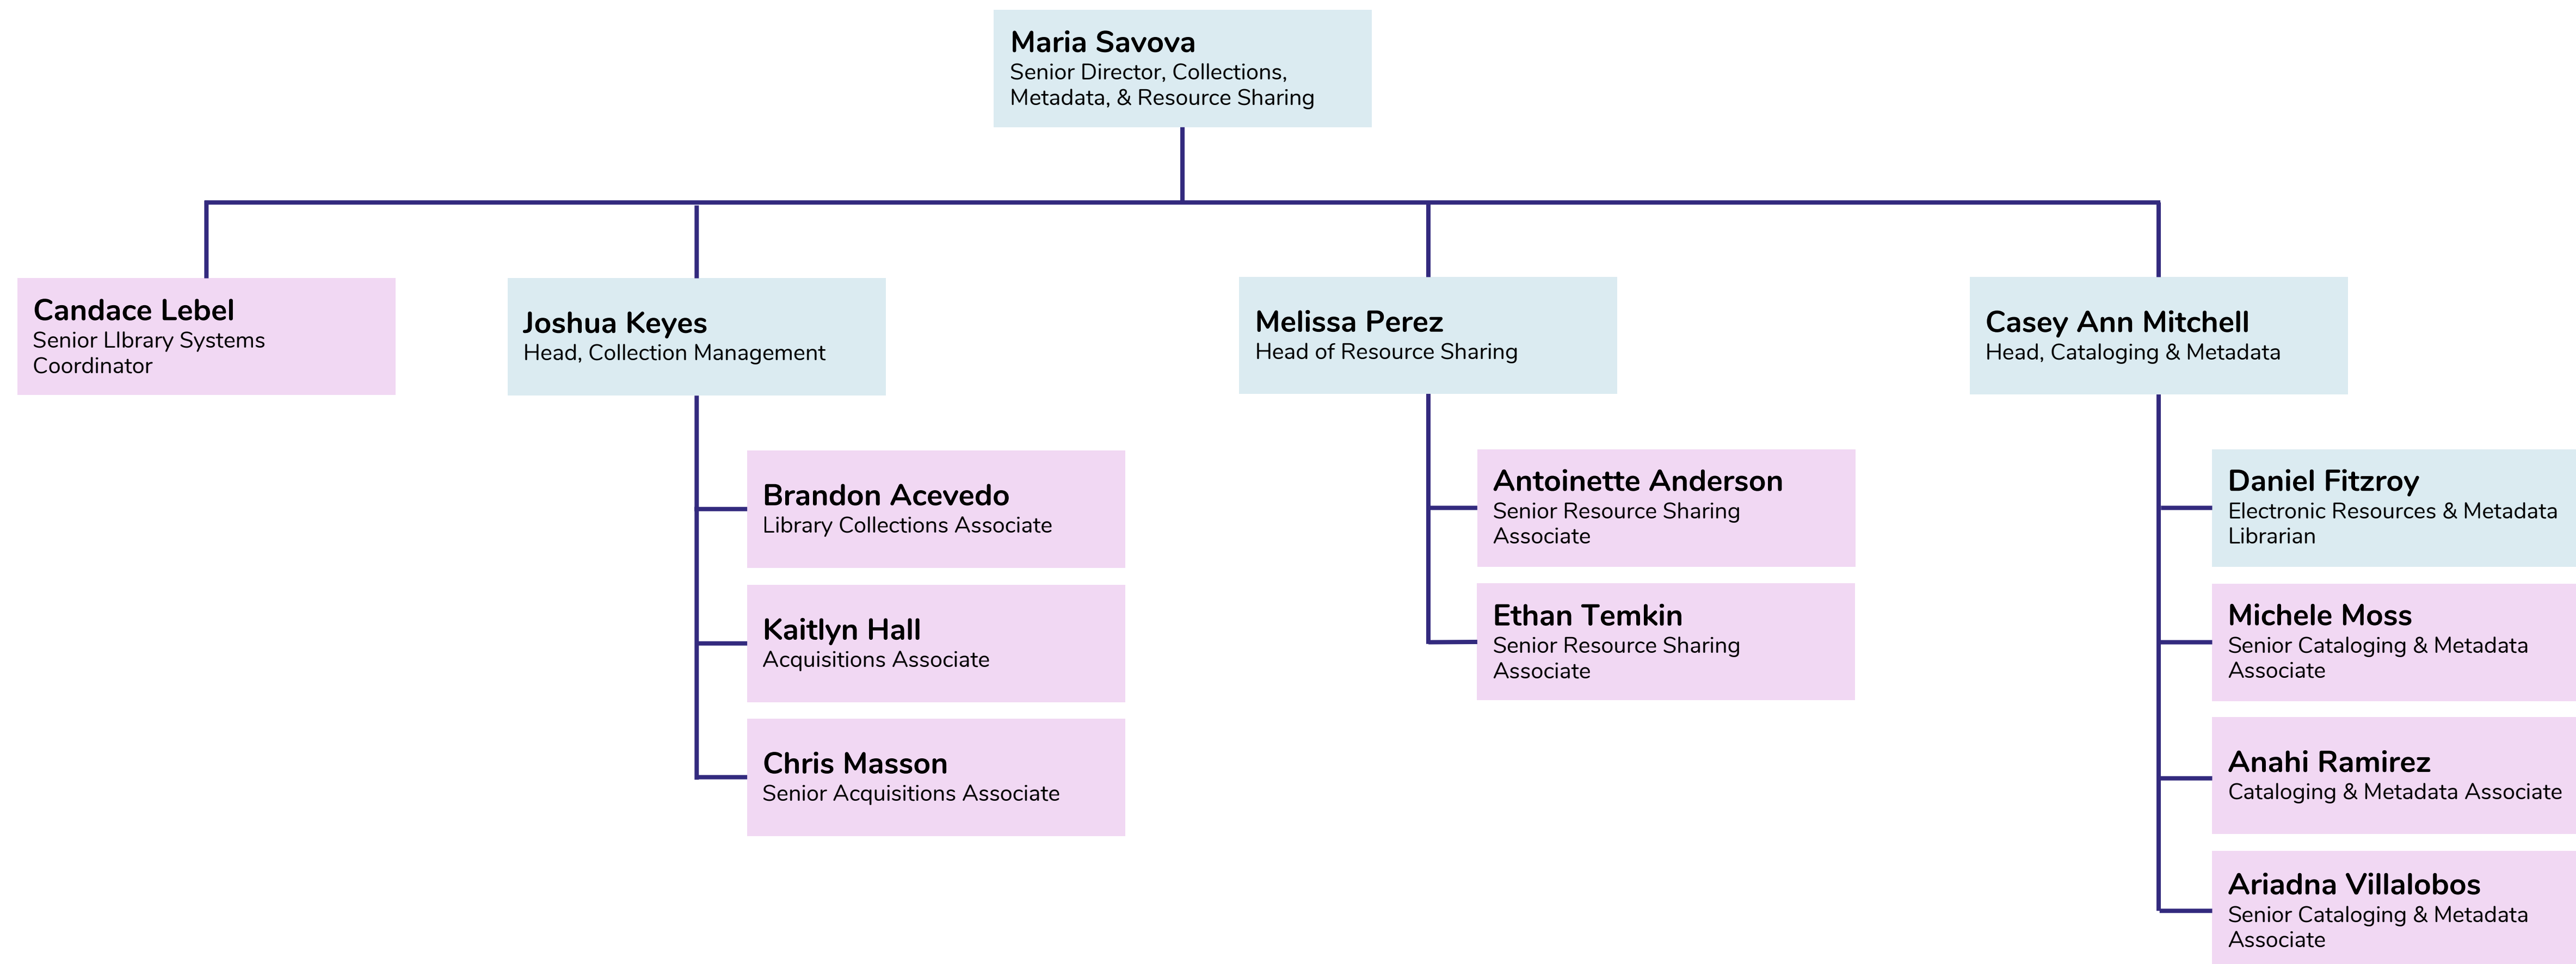 Maria Savova
Senior Director, Collections,
Metadata, & Resource Sharing
Candace Lebel
Senior LIbrary Systems
Coordinator
Joshua Keyes
Head, Collection Management
Brandon Acevedo
Library Collections Associate
Kaitlyn Hall
Acquisitions Associate
Chris Masson
Senior Acquisitions Associate
Melissa Perez
Head of Resource Sharing
Antoinette Anderson
Senior Resource Sharing
Associate
Ethan Temkin
Senior Resource Sharing
Associate
Casey Ann Mitchell
Head, Cataloging & Metadata
Daniel Fitzroy
Electronic Resources & Metadata
Librarian
Michele Moss
Senior Cataloging & Metadata
Associate
Anahi Ramirez
Cataloging & Metadata Associate
Ariadna Villalobos
Senior Cataloging & Metadata
Associate